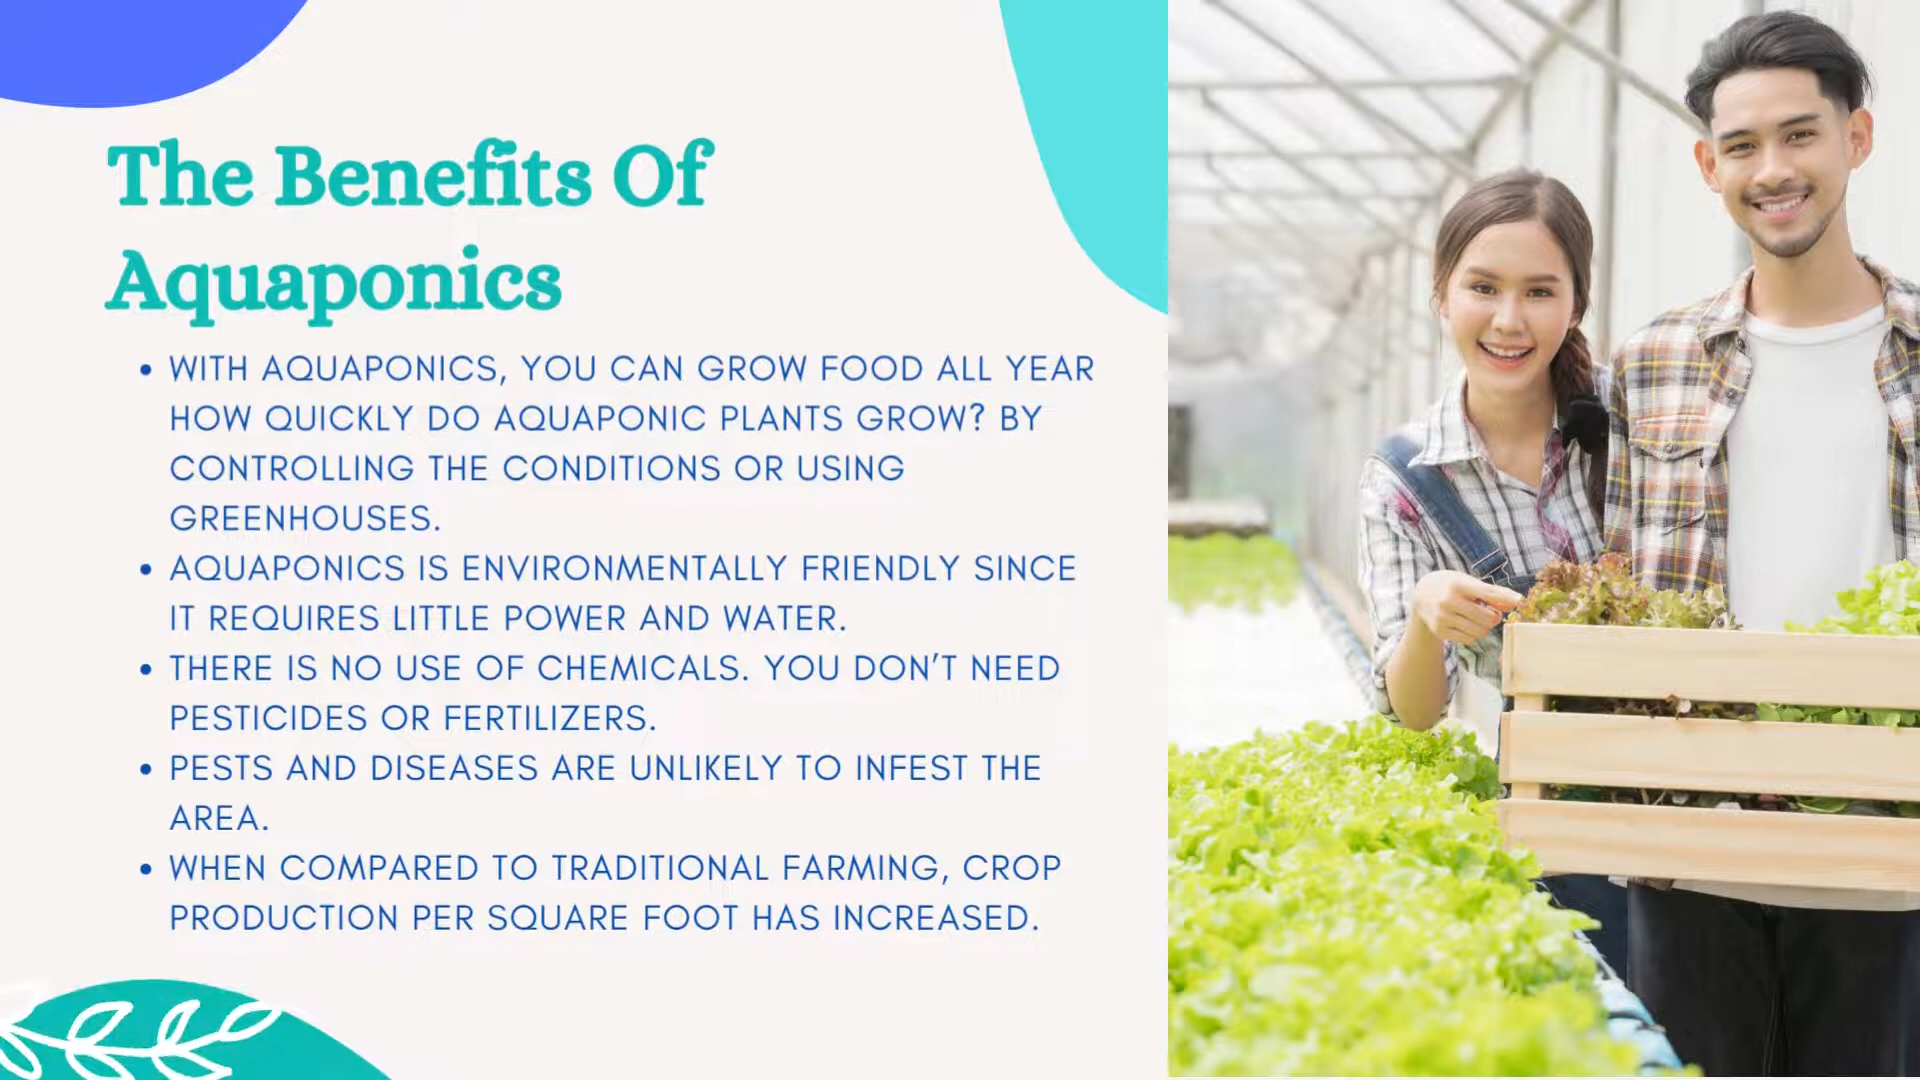 The Benefits Of
Aquaponics
• WITH AQUAPONICS, YOU CAN GROW FOOD ALL YEAR
HOW QUICKLY DO AQUAPONIC PLANTS GROW? BY
CONTROLLING THE CONDITIONS OR USING
GREENHOUSES.
• AQUAPONICS IS ENVIRONMENTALLY FRIENDLY SINCE
IT REQUIRES LITTLE POWER AND WATER.
• THERE IS NO USE OF CHEMICALS. YOU DON’T NEED
PESTICIDES OR FERTILIZERS.
• PESTS AND DISEASES ARE UNLIKELY TO INFEST THE
AREA.
• WHEN COMPARED TO TRADITIONAL FARMING, CROP
PRODUCTION PER SQUARE FOOT HAS INCREASED.